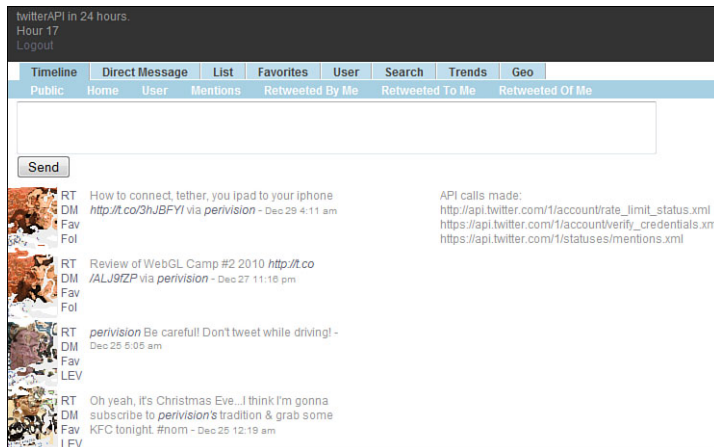 twitterAPI in 24 hours.
Hour 17
Logout
Timeline Direct Message List Favorites User Search Trends Geo
Public Home User Mentions Retweeted By Me Retweeted To Me Retweeted Of Me
Send
RT How to connect, tether, you ipad to your iphone
DM http://t.co/3hJBFYI via perivision - Dec 29 4:11 am
Fav
Fol
API calls made:
http://api.twitter.com/1/account/rate_limit_status.xml
https://api.twitter.com/1/account/verify_credentials.xm
https://api.twitter.com/1/statuses/mentions.xml
RT Review of WebGL Camp #2 2010 http://t.co
DM /ALJ9fZP via perivision - Dec 27 11:16 pm
Fav
Fol
RT perivision Be careful! Don't tweet while driving! -
DM Dec 25 5:05 am
Fav
LEV
RT Oh yeah, it's Christmas Eve...I think I'm gonna
DM subscribe to perivision's tradition & grab some
Fav KFC tonight. #nom - Dec 25 12:19 am
LEV